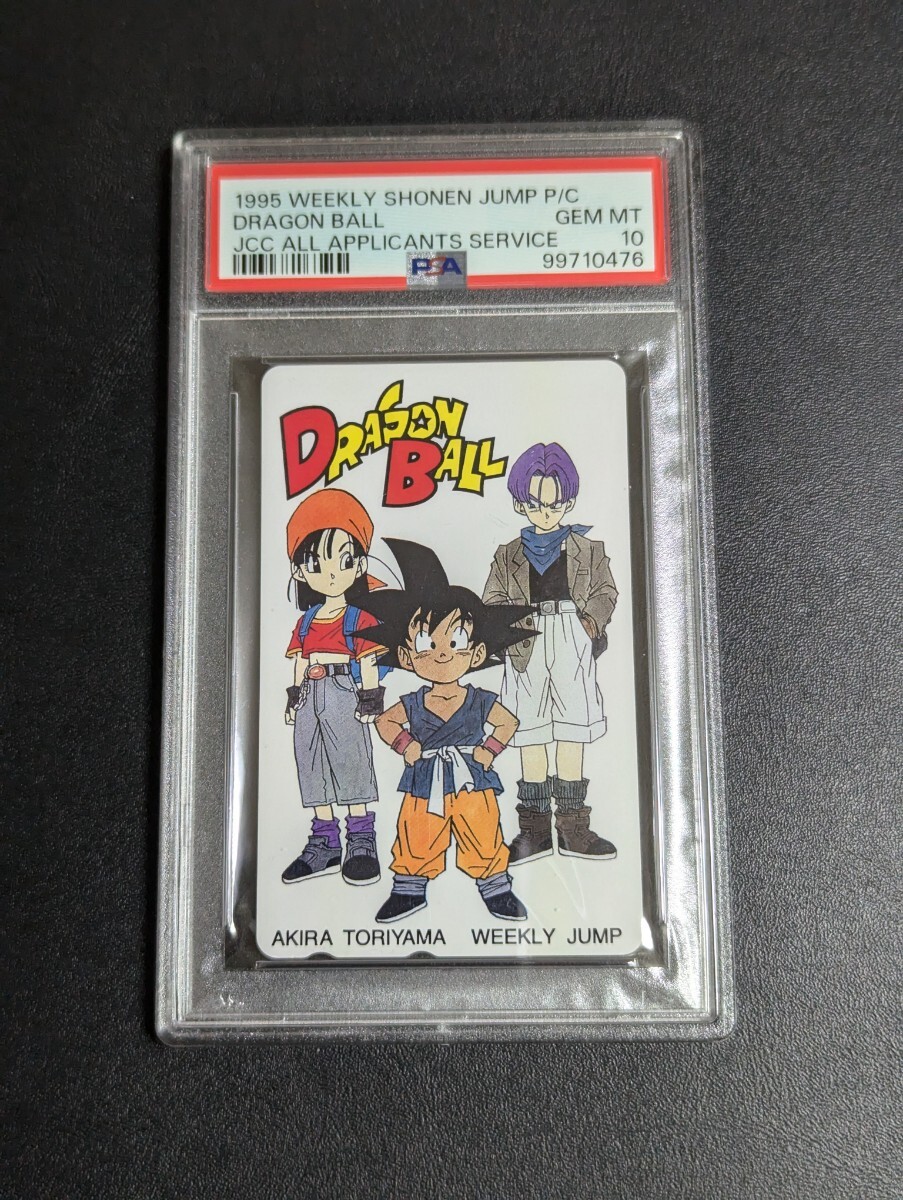 1995 WEEKLY SHONEN JUMP P/C
DRAGON BALL GEM MT
JCC ALL APPLICANTS SERVICE 10
PSA 99710476
DRAGON
BALL
AKIRA TORIYAMA WEEKLY JUMP